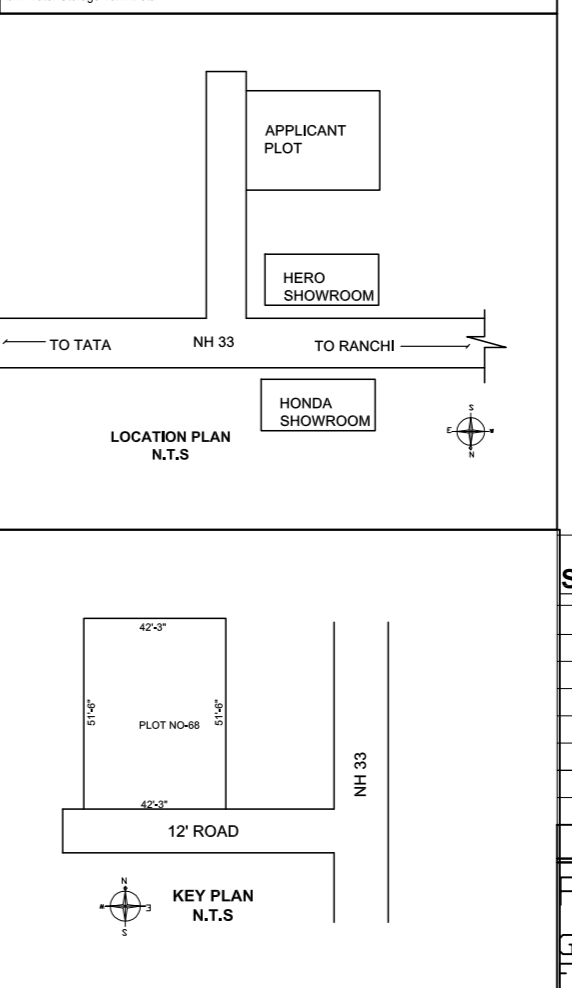 APPLICANT
PLOT
HERO
SHOWROOM
TO TATA
NH 33
TO RANCHI
HONDA
SHOWROOM
LOCATION PLAN
N.T.S
S
E
W
N
42'-3"
51'-6"
51'-6"
PLOT NO-68
42'-3"
12' ROAD
NH 33
N
W
E
S
KEY PLAN
N.T.S
S